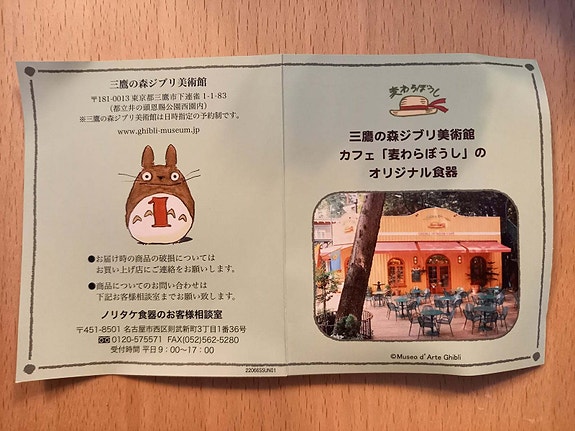 三鷹の森ジブリ美術館
〒181-0013 東京都三鷹市下連雀 1-1-83
（都立井の頭恩賜公園西園内）
※三鷹の森ジブリ美術館は日時指定の予約制です。
www.ghibli-museum.jp
1
●お届け時の商品の破損については
お買い上げ店にご連絡をお願いします。
●商品についてのお問い合わせは
下記お客様相談室までお願い致します。
ノリタケ食器のお客様相談室
〒451-8501 名古屋市西区則武新町3丁目1番36号
0120-575571 FAX(052)562-5280
受付時間 平日9：00〜17：00
22066SSUN01
麦わらぼうし
三鷹の森ジブリ美術館
カフェ「麦わらぼうし」の
オリジナル食器
©Museo d'Arte Ghibli